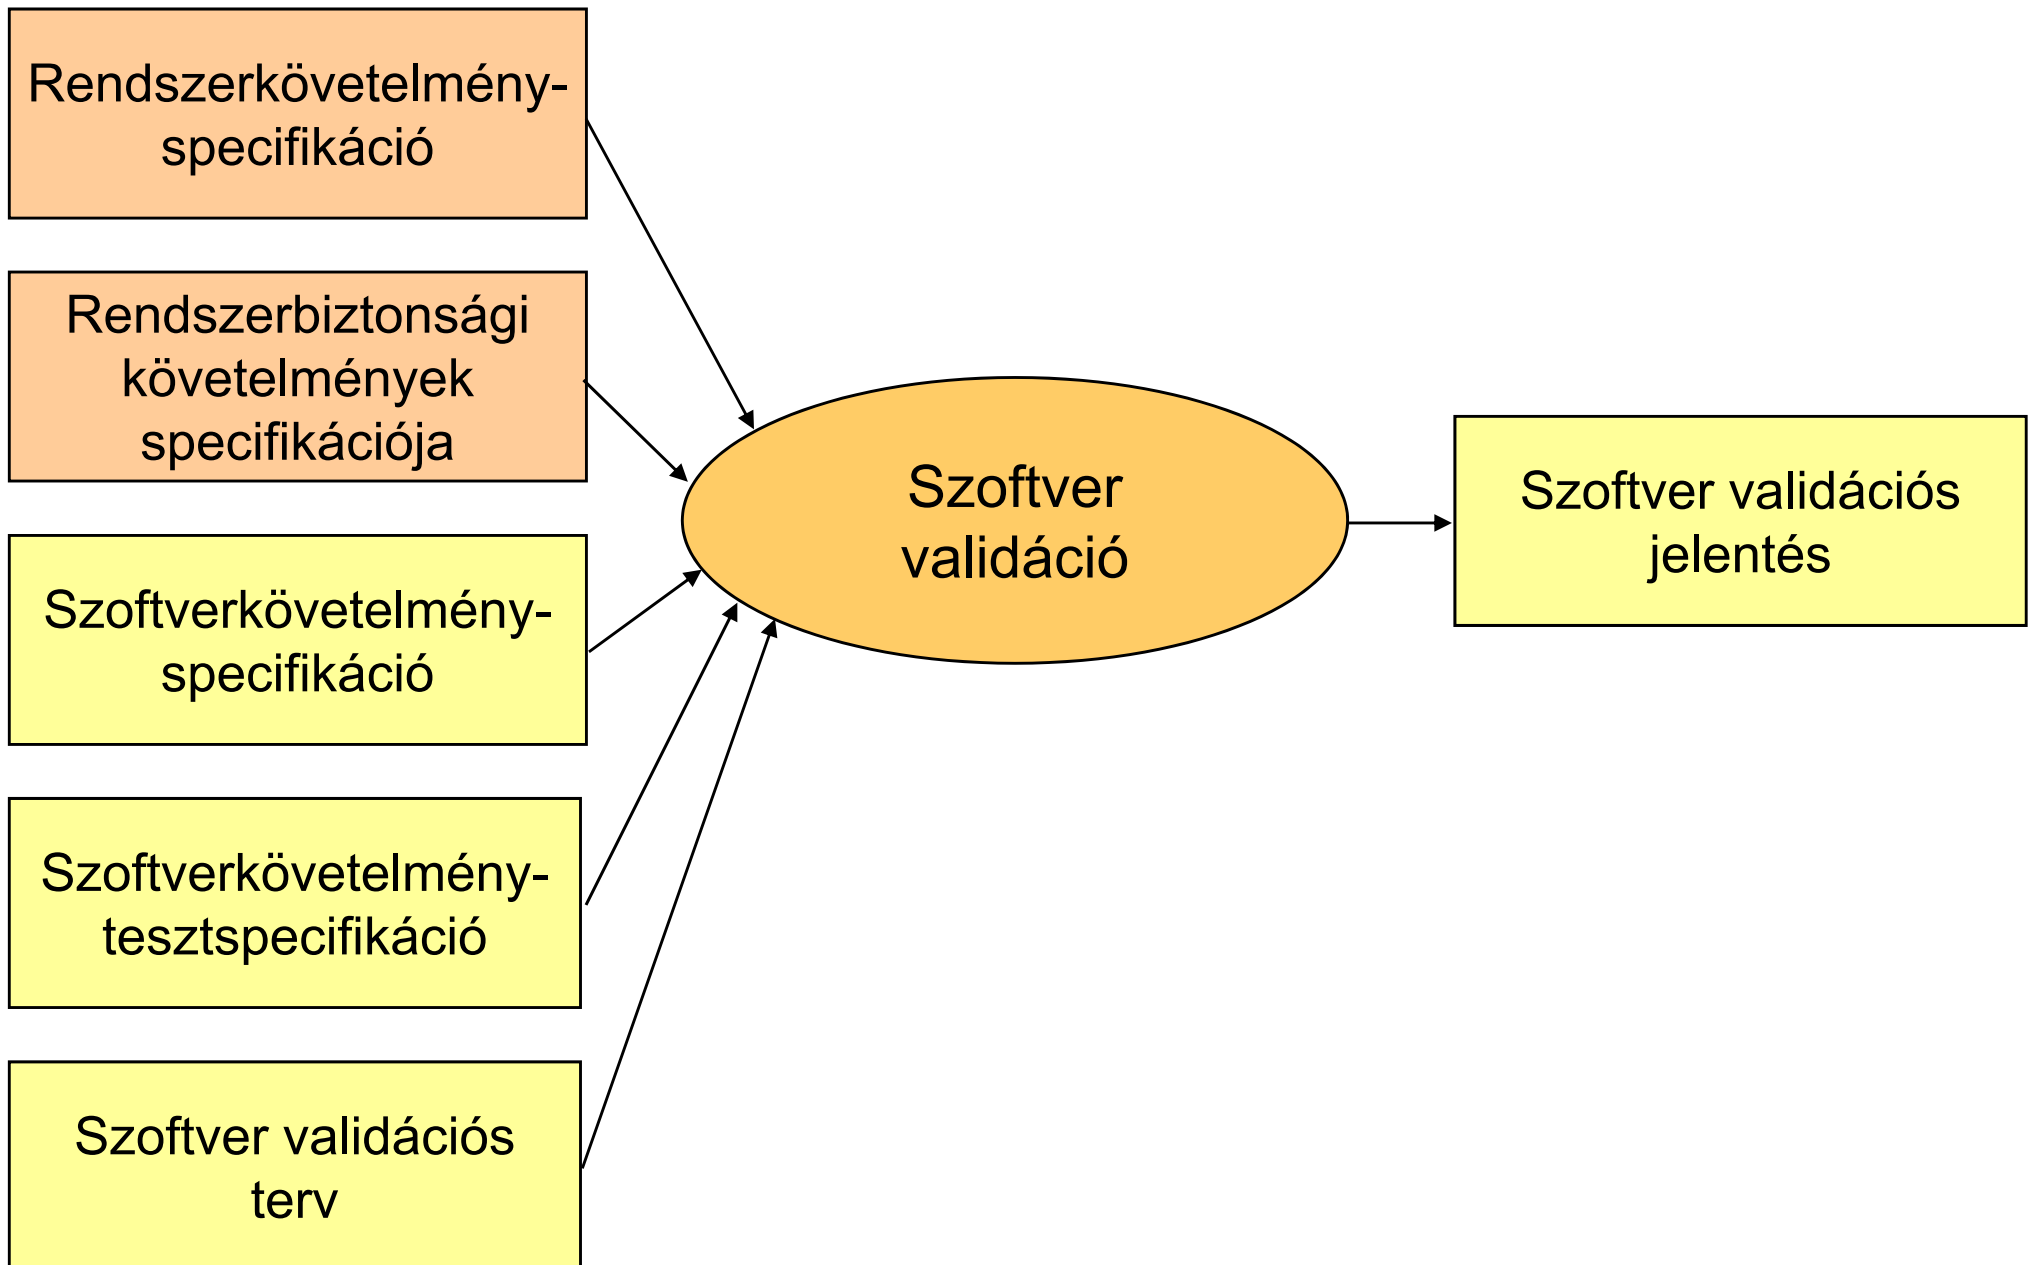 Rendszerkövetelmény-
specifikáció
Rendszerbiztonsági
követelmények
specifikációja
Szoftverkövetelmény-
specifikáció
Szoftverkövetelmény-
tesztspecifikáció
Szoftver validációs
terv
Szoftver
validáció
Szoftver validációs
jelentés